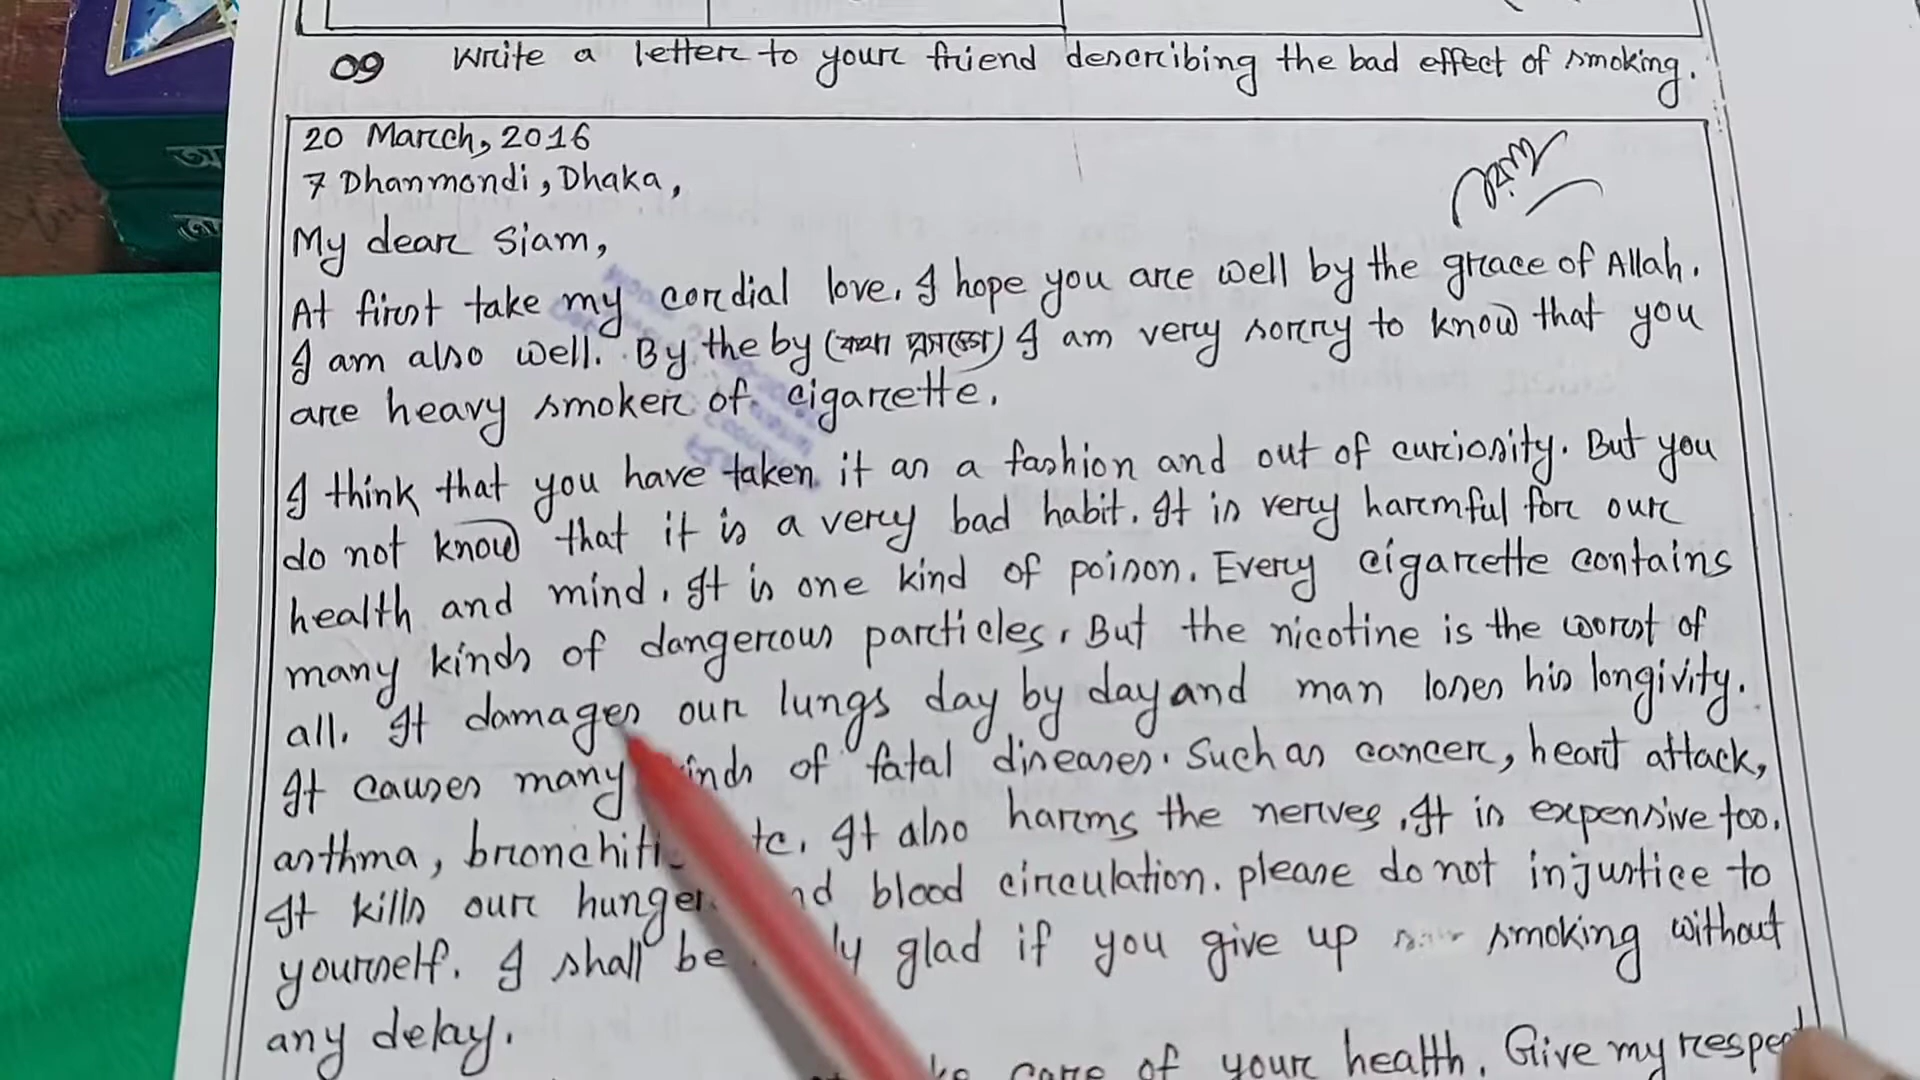 09 Write a letter to your friend describing the bad effect of smoking.
20 March, 2016
7 Dhanmondi, Dhaka,
My dear Siam,
At first take my cordial love. I hope you are well by the grace of Allah.
I am also well. By the by (কথা প্রসঙ্গে) I am very sorry to know that you
are heavy smoker of cigarette.
I think that you have taken it as a fashion and out of curiosity. But you
do not know that it is a very bad habit. It is very harmful for our
health and mind. It is one kind of poison. Every cigarette contains
many kinds of dangerous particles. But the nicotine is the worst of
all. It damages our lungs day by day and man loses his longivity.
It causes many inds of fatal diseases. Such as cancer, heart attack,
asthma, bronchiti tc. It also harms the nerves. It is expensive too.
It kills our hunger nd blood circulation. please do not injustice to
yourself. I shall be ly glad if you give up smoking without
any delay.
care of your health. Give my respect